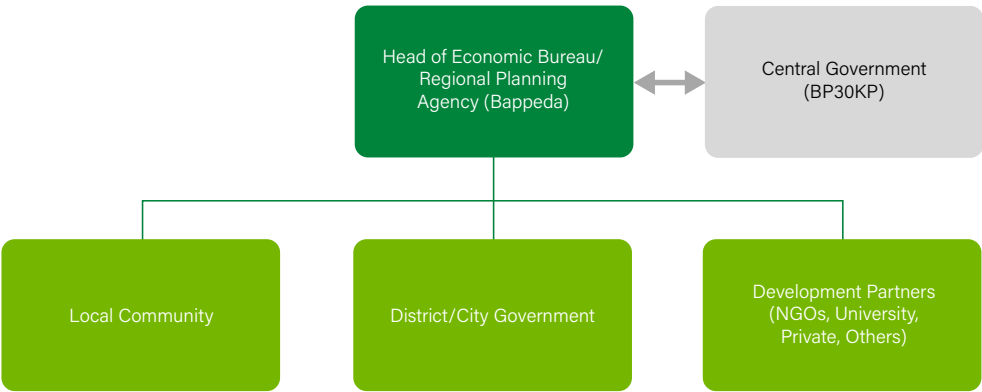 Head of Economic Bureau/
Regional Planning
Agency (Bappeda)
Central Government
(BP30KP)
Local Community
District/City Government
Development Partners
(NGOs, University,
Private, Others)